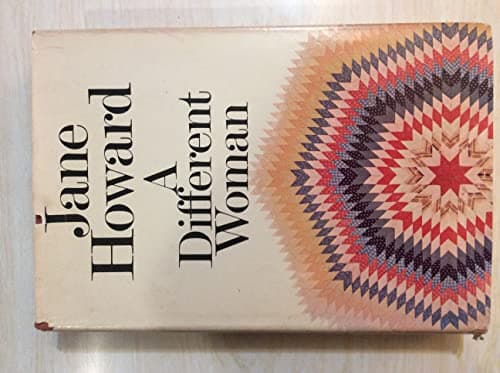 Jane
Howard
A
Different
Woman